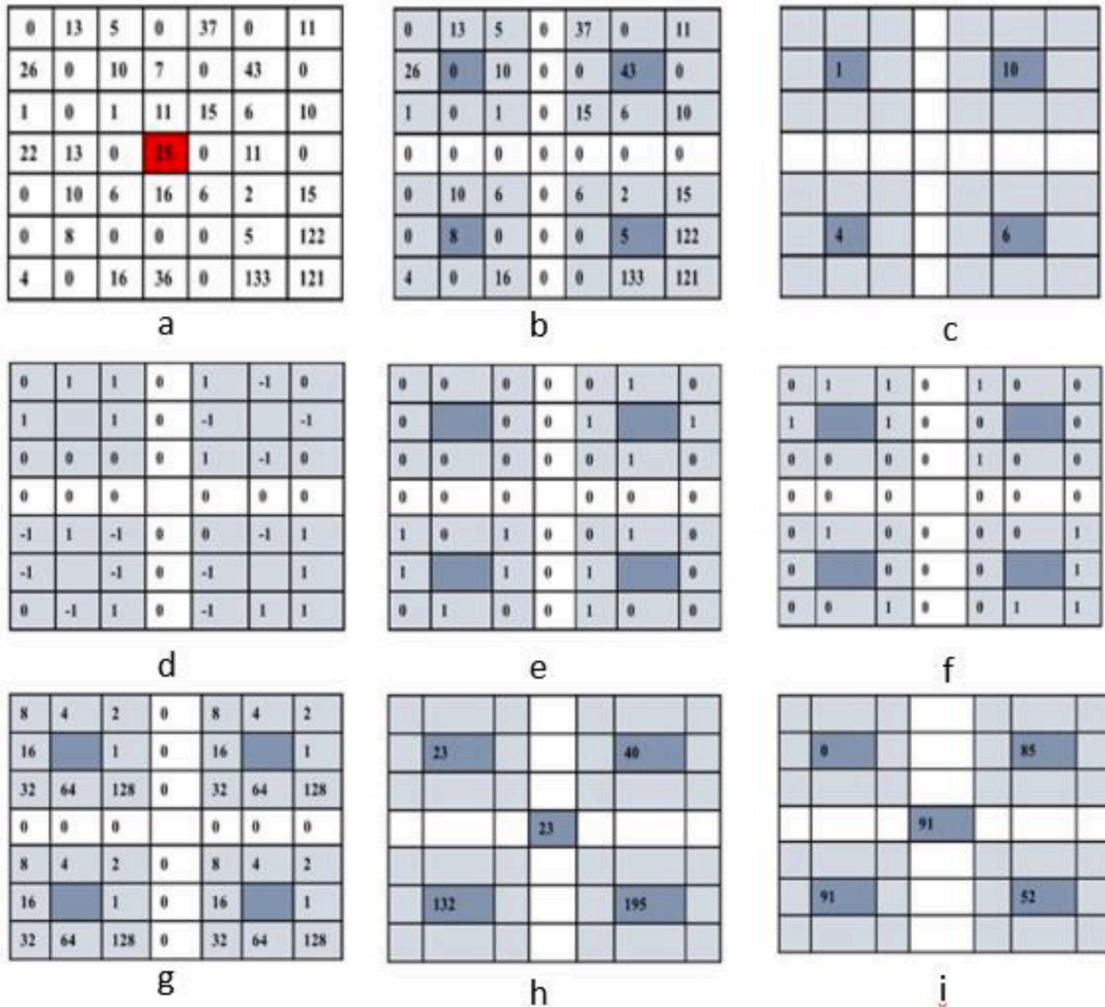 0 13 5 0 37 0 11
26 0 10 7 0 43 0
1 0 1 11 15 6 10
22 13 0 0 11 0
0 10 6 16 6 2 15
0 8 0 0 0 5 122
4 0 16 36 0 133 121
a
0 13 5 0 37 0 11
26 0 10 0 0 43 0
1 0 1 0 15 6 10
0 0 0 0 0 0 0
0 10 6 0 6 2 15
0 8 0 0 0 5 122
4 0 16 0 0 133 121
b
1 10
4 6
c
0 1 1 0 1 -1 0
1 1 0 -1 -1
0 0 0 0 1 -1 0
0 0 0 0 0 0
-1 1 -1 0 0 -1 1
-1 -1 0 -1 1
0 -1 1 0 -1 1 1
d
0 0 0 0 0 1 0
0 0 0 1 1
0 0 0 0 0 1 0
0 0 0 0 0 0
1 0 1 0 0 1 0
1 1 0 1 0
0 1 0 0 1 0 0
e
0 1 1 0 1 0 0
1 1 0 0 0
0 0 0 0 1 0 0
0 0 0 0 0 0
0 1 0 0 0 0 1
0 0 0 0 1
0 0 1 0 0 1 1
f
8 4 2 0 8 4 2
16 1 0 16 1
32 64 128 0 32 64 128
0 0 0 0 0 0
8 4 2 0 8 4 2
16 1 0 16 1
32 64 128 0 32 64 128
g
23 40
23
132 195
h
0 85
91
91 52
i